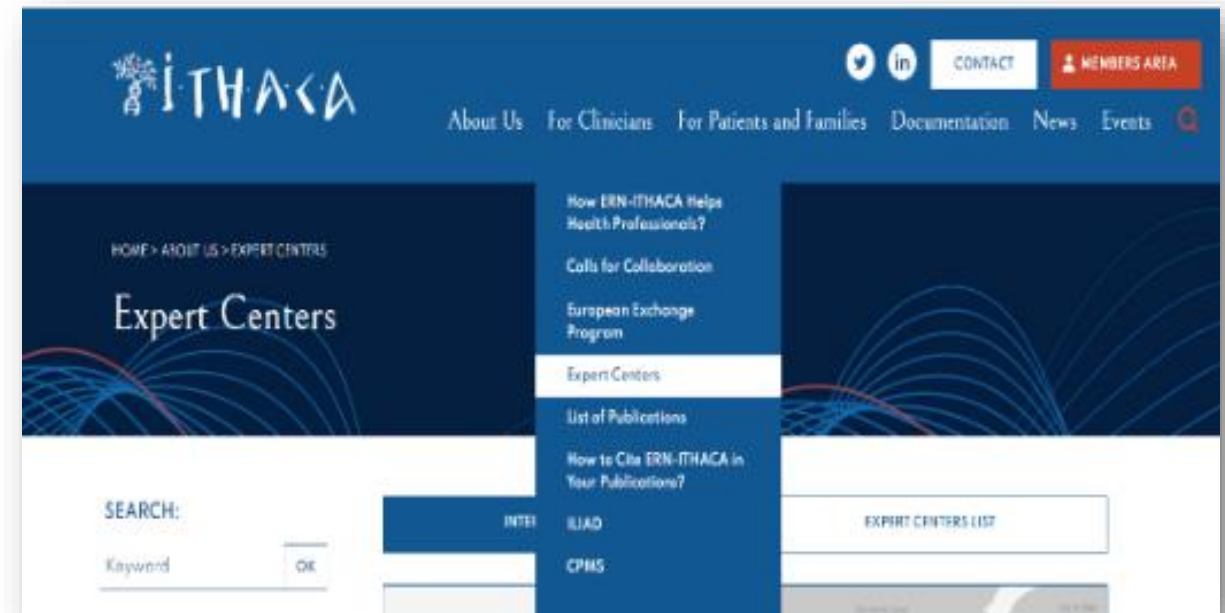 İTHACA
CONTACT
MEMBERS AREA
About Us For Clinicians For Patients and Families Documentation News Events
How ERN-ITHACA Helps
Health Professionals?
Calls for Collaboration
European Exchange
Program
Expert Centers
List of Publications
How to Cite ERN-ITHACA in
Your Publications?
ILIAD
CPMS
HOME > ABOUT US > EXPERT CENTERS
Expert Centers
SEARCH:
Keyword
OK
INTE
EXPERT CENTERS LIST